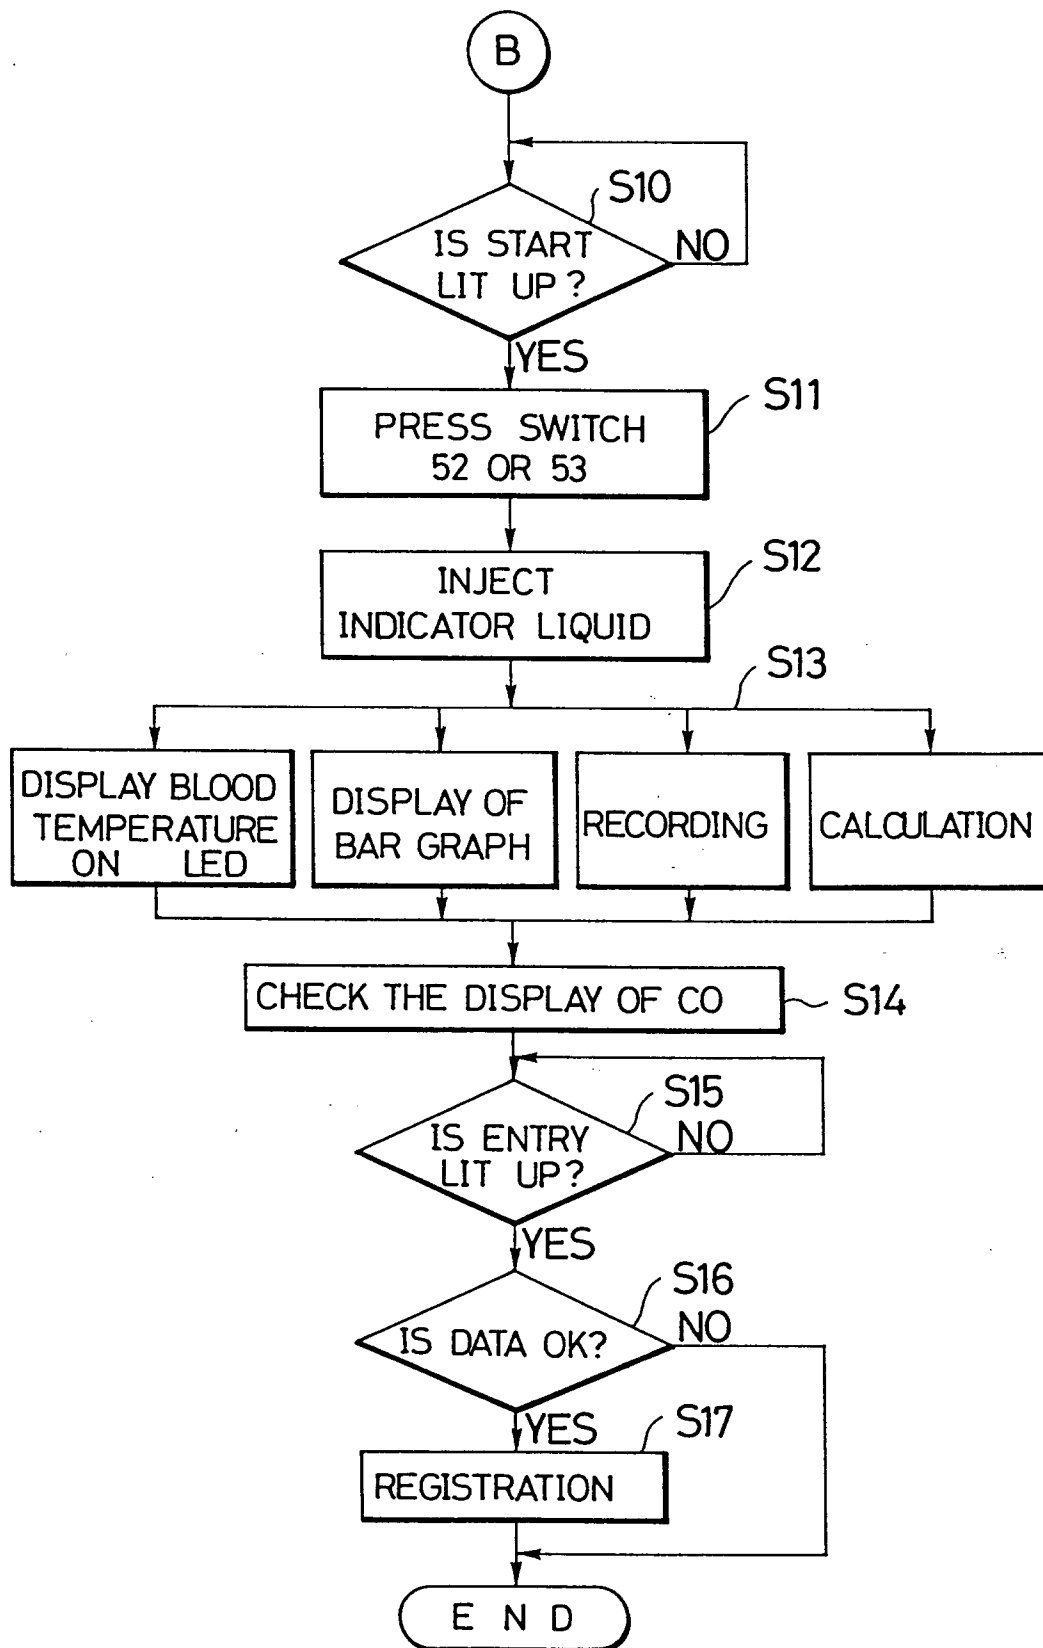 B
S10
IS START
LIT UP?
NO
YES
S11
PRESS SWITCH
52 OR 53
S12
INJECT
INDICATOR LIQUID
S13
DISPLAY BLOOD
TEMPERATURE
ON LED
DISPLAY OF
BAR GRAPH
RECORDING
CALCULATION
CHECK THE DISPLAY OF CO
S14
S15
IS ENTRY
LIT UP?
NO
YES
S16
IS DATA OK?
NO
YES
S17
REGISTRATION
END